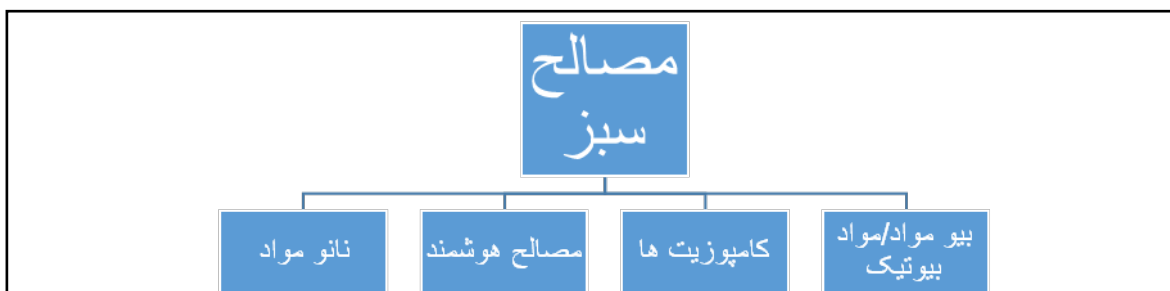 مصالح
سبز
بیو مواد/مواد
بیوتیک
کامپوزیت ها
مصالح هوشمند
نانو مواد